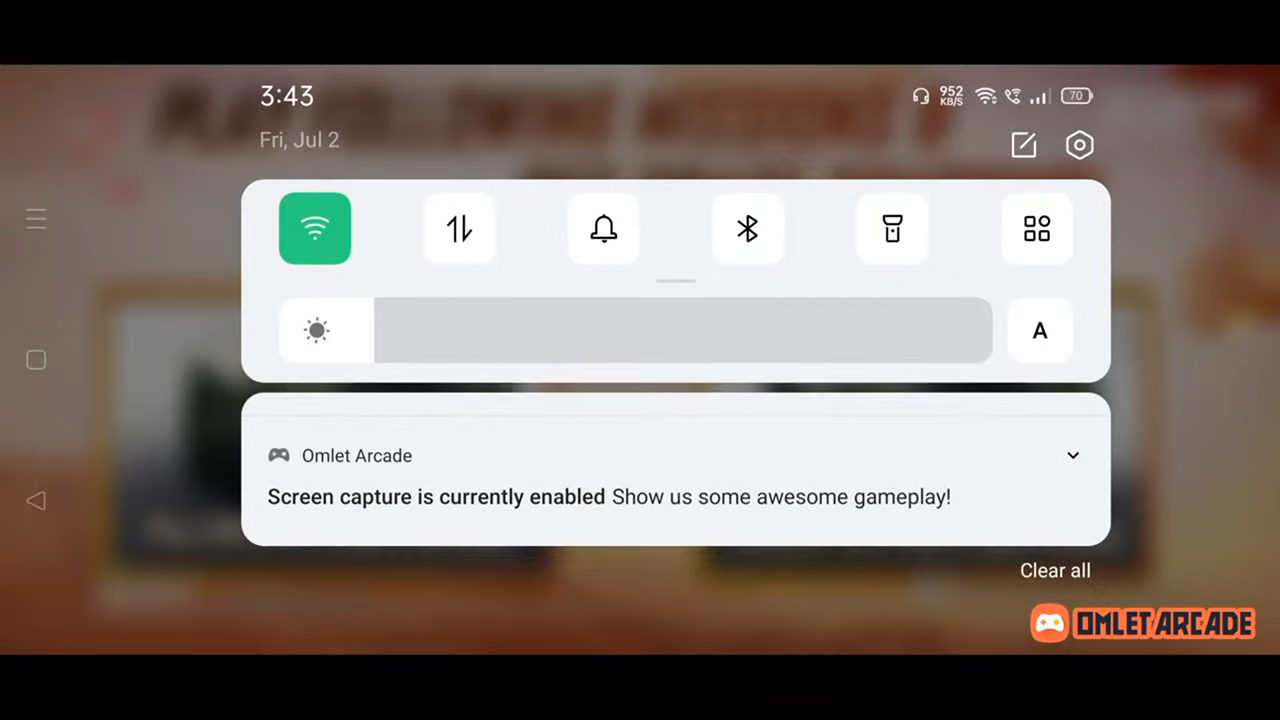 3:43
952
KB/S
70
Fri, Jul 2
A
Omlet Arcade
Screen capture is currently enabled Show us some awesome gameplay!
Clear all
OMLET ARCADE